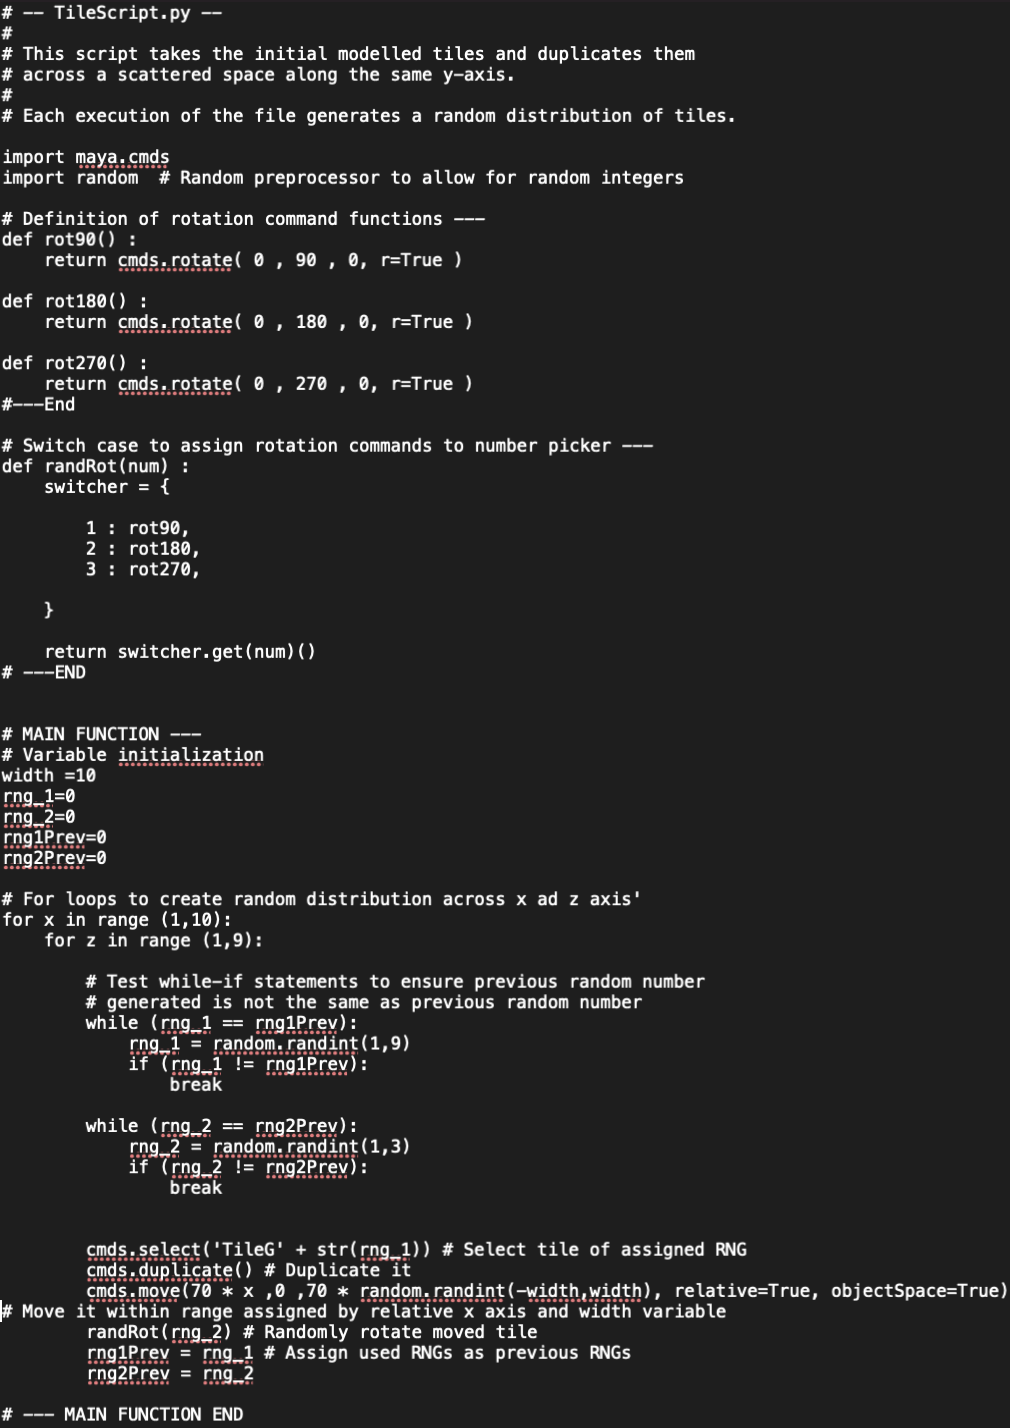 # -- TileScript.py --
#
# This script takes the initial modelled tiles and duplicates them
# across a scattered space along the same y-axis.
#
# Each execution of the file generates a random distribution of tiles.

import maya.cmds
import random  # Random preprocessor to allow for random integers

# Definition of rotation command functions ---
def rot90() :
    return cmds.rotate( 0 , 90 , 0, r=True )

def rot180() :
    return cmds.rotate( 0 , 180 , 0, r=True )

def rot270() :
    return cmds.rotate( 0 , 270 , 0, r=True )
#---End

# Switch case to assign rotation commands to number picker ---
def randRot(num) :
    switcher = {

        1 : rot90,
        2 : rot180,
        3 : rot270,

    }

    return switcher.get(num)()
# ---END


# MAIN FUNCTION ---
# Variable initialization
width =10
rng_1=0
rng_2=0
rng1Prev=0
rng2Prev=0

# For loops to create random distribution across x ad z axis'
for x in range (1,10):
    for z in range (1,9):

        # Test while-if statements to ensure previous random number
        # generated is not the same as previous random number
        while (rng_1 == rng1Prev):
            rng_1 = random.randint(1,9)
            if (rng_1 != rng1Prev):
                break

        while (rng_2 == rng2Prev):
            rng_2 = random.randint(1,3)
            if (rng_2 != rng2Prev):
                break


        cmds.select('TileG' + str(rng_1)) # Select tile of assigned RNG
        cmds.duplicate() # Duplicate it
        cmds.move(70 * x ,0 ,70 * random.randint(-width,width), relative=True, objectSpace=True)
# Move it within range assigned by relative x axis and width variable
        randRot(rng_2) # Randomly rotate moved tile
        rng1Prev = rng_1 # Assign used RNGs as previous RNGs
        rng2Prev = rng_2

# --- MAIN FUNCTION END